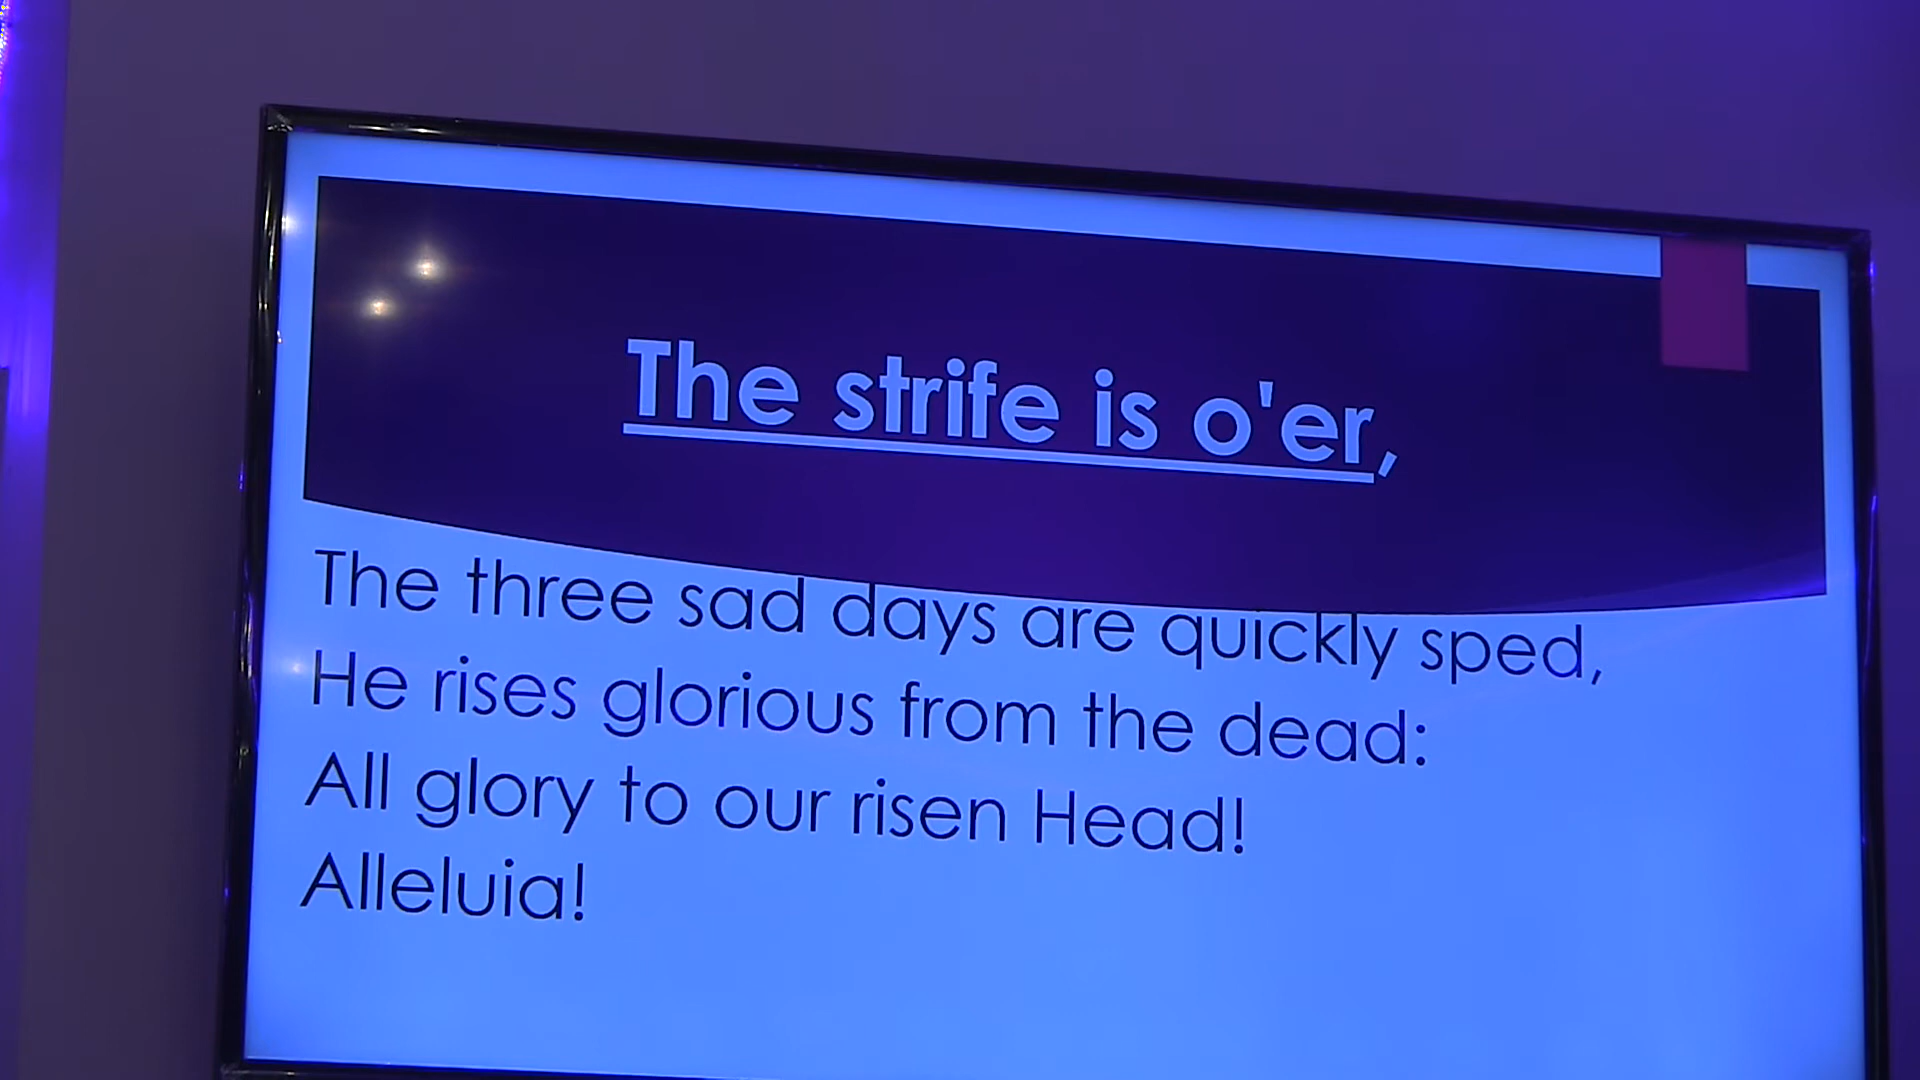 The strife is o'er,
The three sad days are quickly sped,
He rises glorious from the dead:
All glory to our risen Head!
Alleluia!